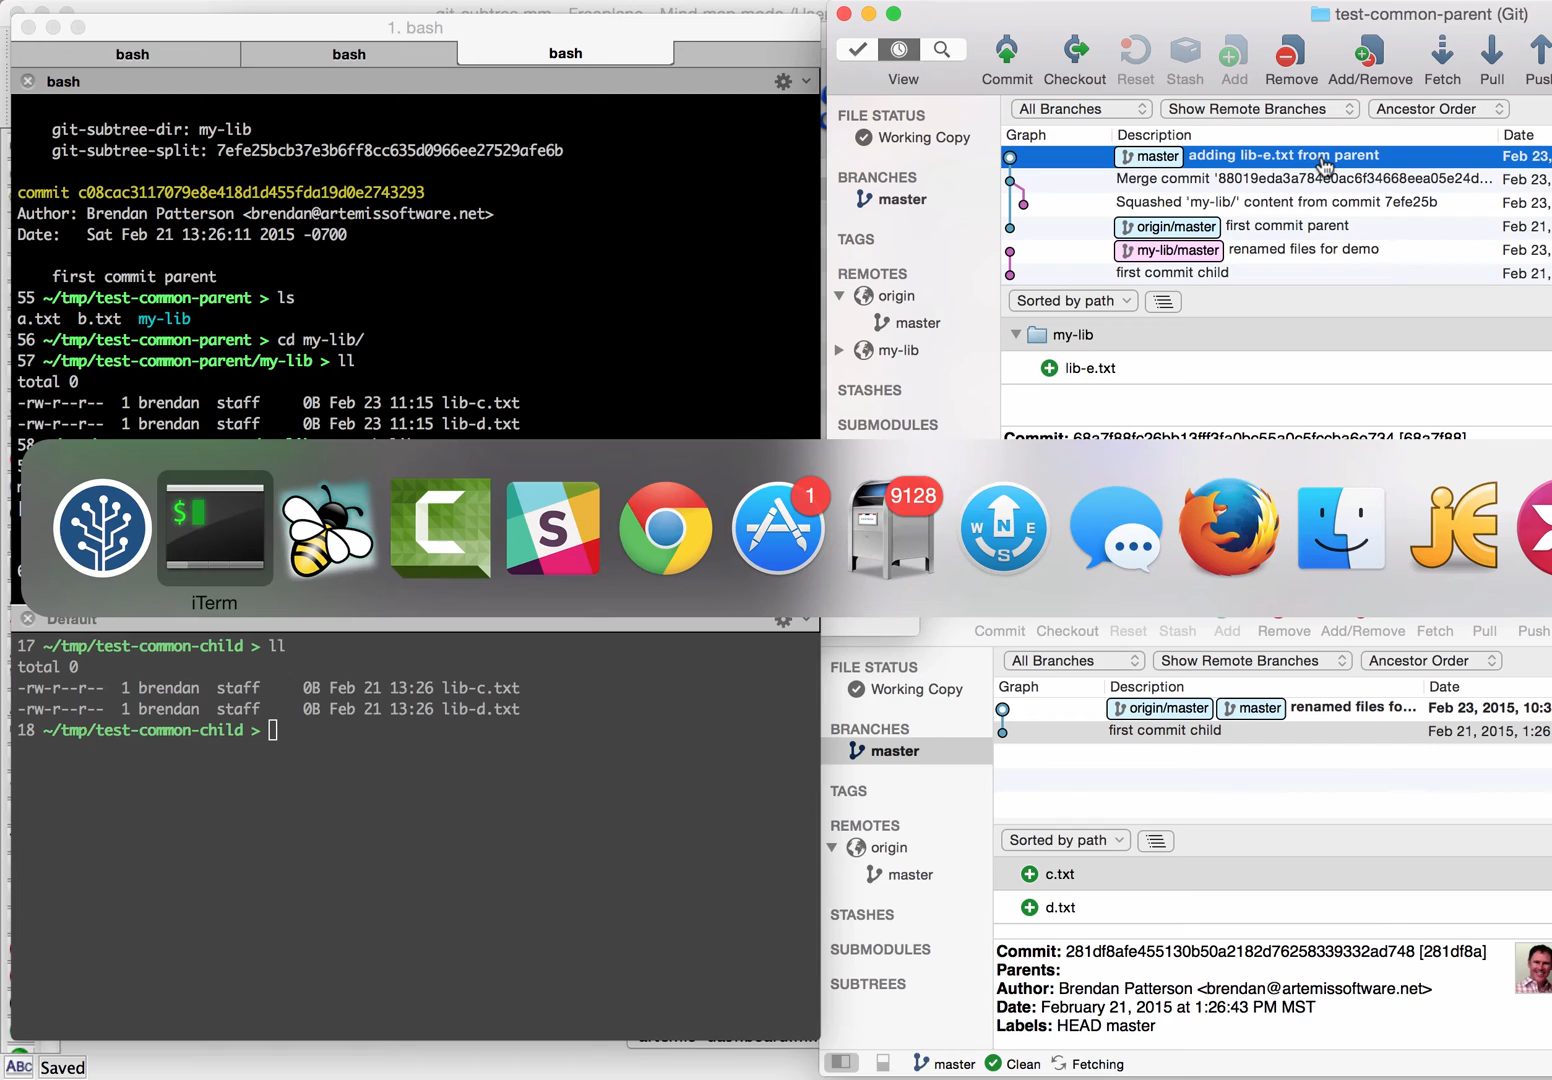 1. bash
bash
bash
bash
bash
git-subtree-dir: my-lib
git-subtree-split: 7efe25bcb37e3b6ff8cc635d0966ee27529afe6b
commit c08cac3117079e8e418d1d455fda19d0e2743293
Author: Brendan Patterson <brendan@artemissoftware.net>
Date:   Sat Feb 21 13:26:11 2015 -0700
first commit parent
55 ~/tmp/test-common-parent > ls
a.txt  b.txt  my-lib
56 ~/tmp/test-common-parent > cd my-lib/
57 ~/tmp/test-common-parent/my-lib > ll
total 0
-rw-r--r--  1 brendan  staff     0B Feb 23 11:15 lib-c.txt
-rw-r--r--  1 brendan  staff     0B Feb 23 11:15 lib-d.txt
58
$
S
1
9128
W N E
S
iTerm
Default
17 ~/tmp/test-common-child > ll
total 0
-rw-r--r--  1 brendan  staff     0B Feb 21 13:26 lib-c.txt
-rw-r--r--  1 brendan  staff     0B Feb 21 13:26 lib-d.txt
18 ~/tmp/test-common-child >
ABC Saved
test-common-parent (Git)
View Commit Checkout Reset Stash Add Remove Add/Remove Fetch Pull
All Branches Show Remote Branches Ancestor Order
FILE STATUS
Working Copy
BRANCHES
master
TAGS
REMOTES
origin
master
my-lib
STASHES
SUBMODULES
Graph Description Date
master adding lib-e.txt from parent Feb 23,
Merge commit '88019eda3a784e0ac6f34668eea05e24d... Feb 23,
Squashed 'my-lib/' content from commit 7efe25b Feb 23,
origin/master first commit parent Feb 21,
my-lib/master renamed files for demo Feb 23,
first commit child Feb 21,
Sorted by path
my-lib
lib-e.txt
Commit Checkout Reset Stash Add Remove Add/Remove Fetch Pull Push
All Branches Show Remote Branches Ancestor Order
FILE STATUS
Working Copy
BRANCHES
master
TAGS
REMOTES
origin
master
STASHES
SUBMODULES
SUBTREES
Graph Description Date
origin/master master renamed files fo... Feb 23, 2015, 10:3
first commit child Feb 21, 2015, 1:26
Sorted by path
c.txt
d.txt
Commit: 281df8afe455130b50a2182d76258339332ad748 [281df8a]
Parents:
Author: Brendan Patterson <brendan@artemissoftware.net>
Date: February 21, 2015 at 1:26:43 PM MST
Labels: HEAD master
master Clean Fetching